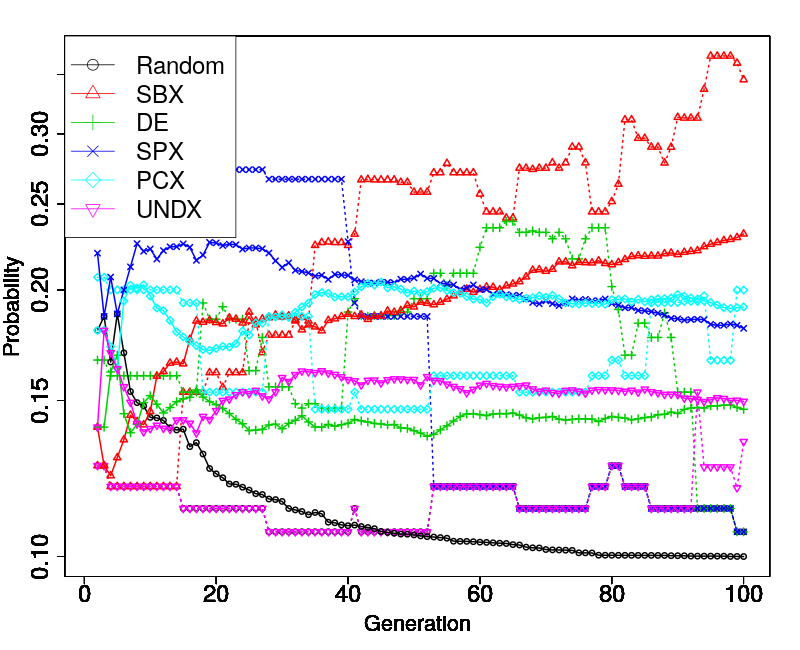 Random
SBX
DE
SPX
PCX
UNDX
0.30
0.25
0.20
0.15
0.10
Probability
0 20 40 60 80 100
Generation